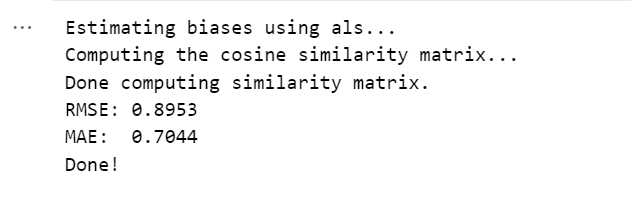 ...
Estimating biases using als...
Computing the cosine similarity matrix...
Done computing similarity matrix.
RMSE: 0.8953
MAE:  0.7044
Done!